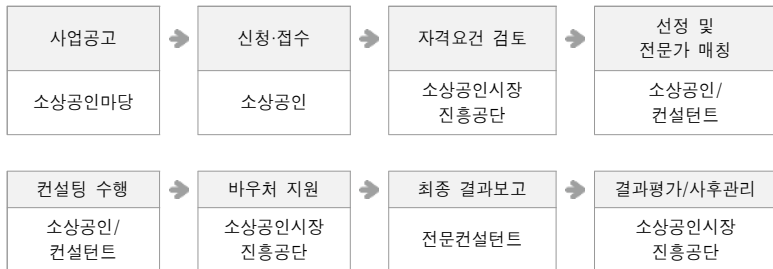 사업공고
신청·접수
자격요건 검토
선정 및
전문가 매칭
소상공인마당
소상공인
소상공인시장
진흥공단
소상공인/
컨설턴트
컨설팅 수행
바우처 지원
최종 결과보고
결과평가/사후관리
소상공인/
컨설턴트
소상공인시장
진흥공단
전문컨설턴트
소상공인시장
진흥공단